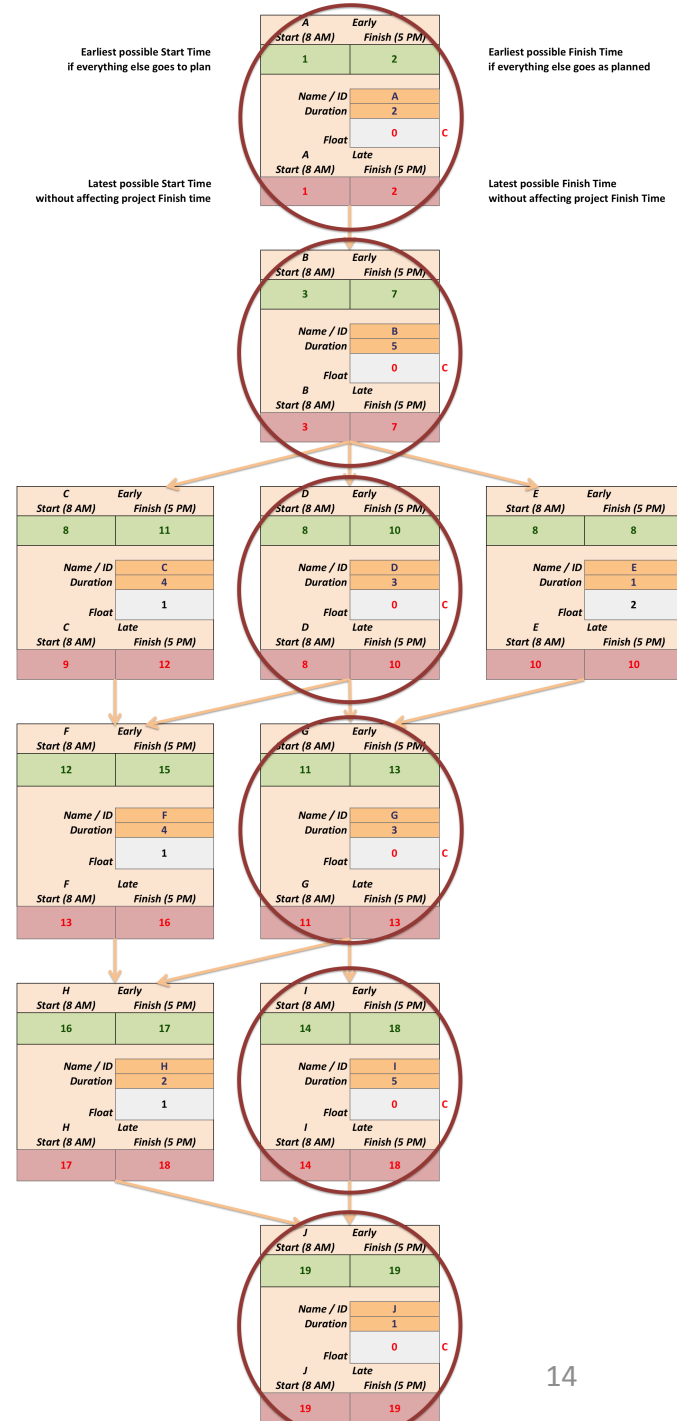 A Early
Start (8 AM) Finish (5 PM)
Earliest possible Start Time
if everything else goes to plan
Earliest possible Finish Time
if everything else goes as planned
1 2
Name / ID A
Duration 2
Float 0 C
A Late
Start (8 AM) Finish (5 PM)
Latest possible Start Time
without affecting project Finish time
Latest possible Finish Time
without affecting project Finish Time
1 2
B Early
Start (8 AM) Finish (5 PM)
3 7
Name / ID B
Duration 5
Float 0 C
B Late
Start (8 AM) Finish (5 PM)
3 7
C Early
Start (8 AM) Finish (5 PM)
8 11
Name / ID C
Duration 4
Float 1
C Late
Start (8 AM) Finish (5 PM)
9 12
D Early
Start (8 AM) Finish (5 PM)
8 10
Name / ID D
Duration 3
Float 0 C
D Late
Start (8 AM) Finish (5 PM)
8 10
E Early
Start (8 AM) Finish (5 PM)
8 8
Name / ID E
Duration 1
Float 2
E Late
Start (8 AM) Finish (5 PM)
10 10
F Early
Start (8 AM) Finish (5 PM)
12 15
Name / ID F
Duration 4
Float 1
F Late
Start (8 AM) Finish (5 PM)
13 16
G Early
Start (8 AM) Finish (5 PM)
11 13
Name / ID G
Duration 3
Float 0 C
G Late
Start (8 AM) Finish (5 PM)
11 13
H Early
Start (8 AM) Finish (5 PM)
16 17
Name / ID H
Duration 2
Float 1
H Late
Start (8 AM) Finish (5 PM)
17 18
I Early
Start (8 AM) Finish (5 PM)
14 18
Name / ID I
Duration 5
Float 0 C
I Late
Start (8 AM) Finish (5 PM)
14 18
J Early
Start (8 AM) Finish (5 PM)
19 19
Name / ID J
Duration 1
Float 0 C
J Late
Start (8 AM) Finish (5 PM)
19 19
14